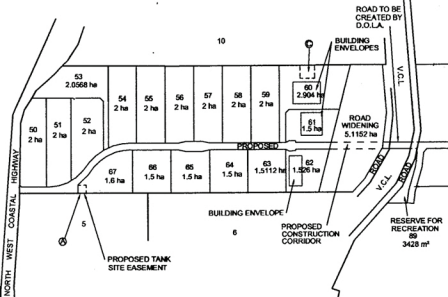 ROAD TO BE
CREATED BY
D.O.L.A.
10
C
BUILDING
ENVELOPES
V.C.L.
53
2.0568 ha
54
2 ha
55
2 ha
56
2 ha
57
2 ha
58
2 ha
59
2 ha
60
2.904 ha
50
2 ha
51
2 ha
52
2 ha
61
1.5 ha
ROAD
WIDENING
5.1152 ha
PROPOSED
ROAD
67
1.6 ha
66
1.5 ha
65
1.5 ha
64
1.5 ha
63
1.5112 ha
62
1.526 ha
ROAD
V.C.L.
NORTH WEST COASTAL HIGHWAY
5
A
BUILDING ENVELOPE
6
PROPOSED
CONSTRUCTION
CORRIDOR
RESERVE FOR
RECREATION
89
3428 m²
PROPOSED TANK
SITE EASEMENT